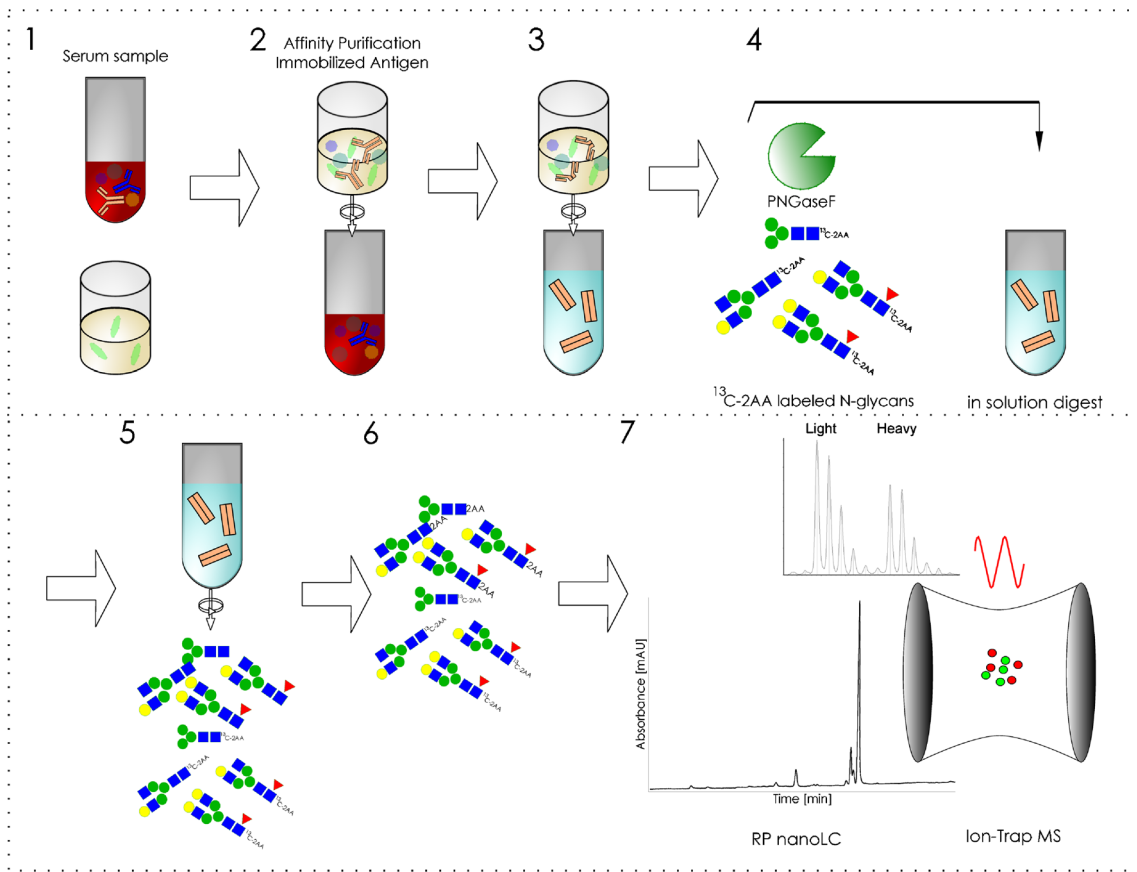 1
Serum sample
2
Affinity Purification
Immobilized Antigen
3
4
PNGaseF
¹³C-2AA
¹³C-2AA
¹³C-2AA
¹³C-2AA
¹³C-2AA labeled N-glycans
in solution digest
5
¹³C-2AA
¹³C-2AA
¹³C-2AA
¹³C-2AA
6
2AA
2AA
2AA
2AA
¹³C-2AA
¹³C-2AA
¹³C-2AA
¹³C-2AA
7
Light
Heavy
Absorbance [mAU]
Time [min]
RP nanoLC
Ion-Trap MS